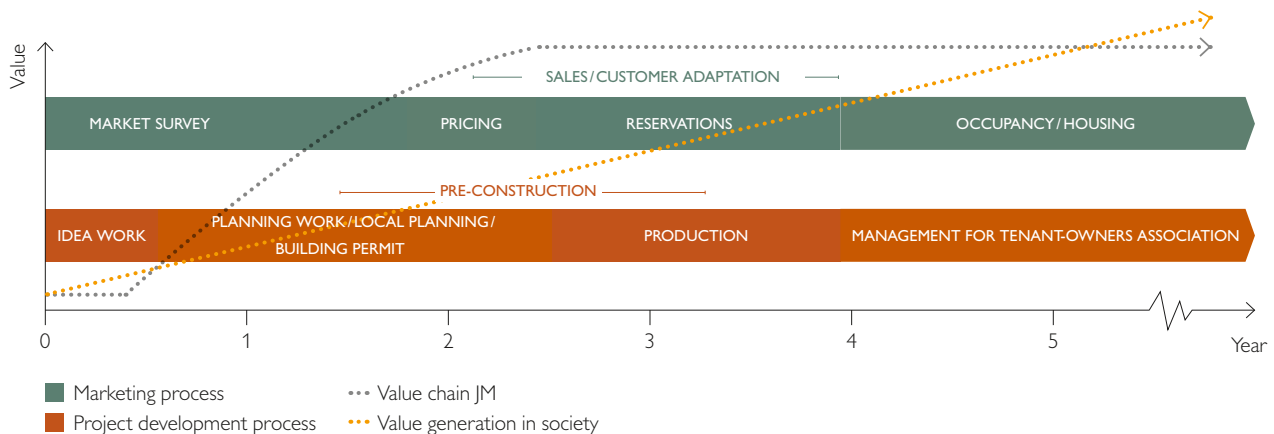 Value
SALES/CUSTOMER ADAPTATION
MARKET SURVEY
PRICING
RESERVATIONS
OCCUPANCY/HOUSING
PRE-CONSTRUCTION
IDEA WORK
PLANNING WORK/LOCAL PLANNING/
BUILDING PERMIT
PRODUCTION
MANAGEMENT FOR TENANT-OWNERS ASSOCIATION
0 1 2 3 4 5 Year
Marketing process
Project development process
Value chain JM
Value generation in society